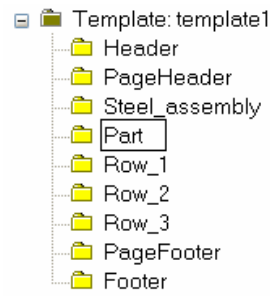 Template: template1
Header
PageHeader
Steel_assembly
Part
Row_1
Row_2
Row_3
PageFooter
Footer